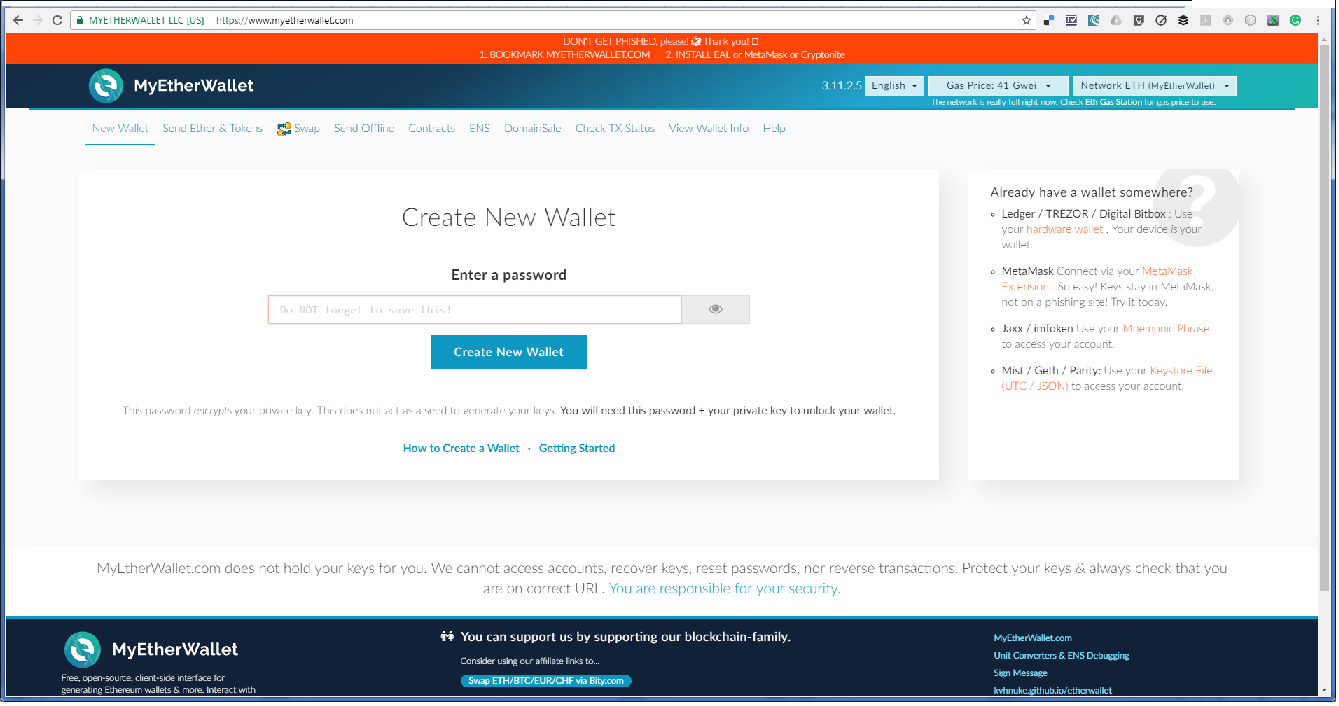 MYETHERWALLET LLC [US] https://www.myetherwallet.com
DON'T GET PHISHED, please! Thank you!
1. BOOKMARK MYETHERWALLET.COM 2. INSTALL EAL or MetaMask or Cryptonite
MyEtherWallet
3.11.2.5 English Gas Price: 41 Gwei Network ETH (MyEtherWallet)
The network is really full right now. Check Eth Gas Station for gas price to use.
New Wallet Send Ether & Tokens Swap Send Offline Contracts ENS DomainSale Check TX Status View Wallet Info Help
Create New Wallet
Enter a password
Do NOT forget to save this!
Create New Wallet
This password encrypts your private key. This does not act as a seed to generate your keys. You will need this password + your private key to unlock your wallet.
How to Create a Wallet · Getting Started
Already have a wallet somewhere?
Ledger / TREZOR / Digital Bitbox : Use
your hardware wallet . Your device is your
wallet.
MetaMask Connect via your MetaMask
Extension . So easy! Keys stay in MetaMask,
not on a phishing site! Try it today.
Jaxx / imToken Use your Mnemonic Phrase
to access your account.
Mist / Geth / Parity: Use your Keystore File
(UTC / JSON) to access your account.
MyEtherWallet.com does not hold your keys for you. We cannot access accounts, recover keys, reset passwords, nor reverse transactions. Protect your keys & always check that you
are on correct URL. You are responsible for your security.
MyEtherWallet
Free, open-source, client-side interface for
generating Ethereum wallets & more. Interact with
You can support us by supporting our blockchain-family.
Consider using our affiliate links to...
Swap ETH/BTC/EUR/CHF via Bity.com
MyEtherWallet.com
Unit Converters & ENS Debugging
Sign Message
kvhnuke.github.io/etherwallet